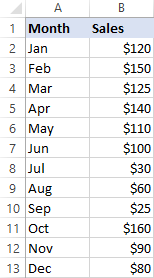 A B
1 Month Sales
2 Jan $120
3 Feb $150
4 Mar $125
5 Apr $140
6 May $110
7 Jun $100
8 Jul $30
9 Aug $60
10 Sep $25
11 Oct $160
12 Nov $90
13 Dec $80